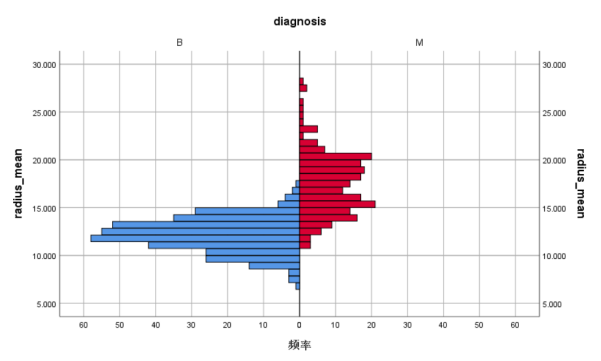 diagnosis
B M
30.000 30.000
25.000 25.000
20.000 20.000
radius_mean radius_mean
15.000 15.000
10.000 10.000
5.000 5.000
60 50 40 30 20 10 0 10 20 30 40 50 60
频率